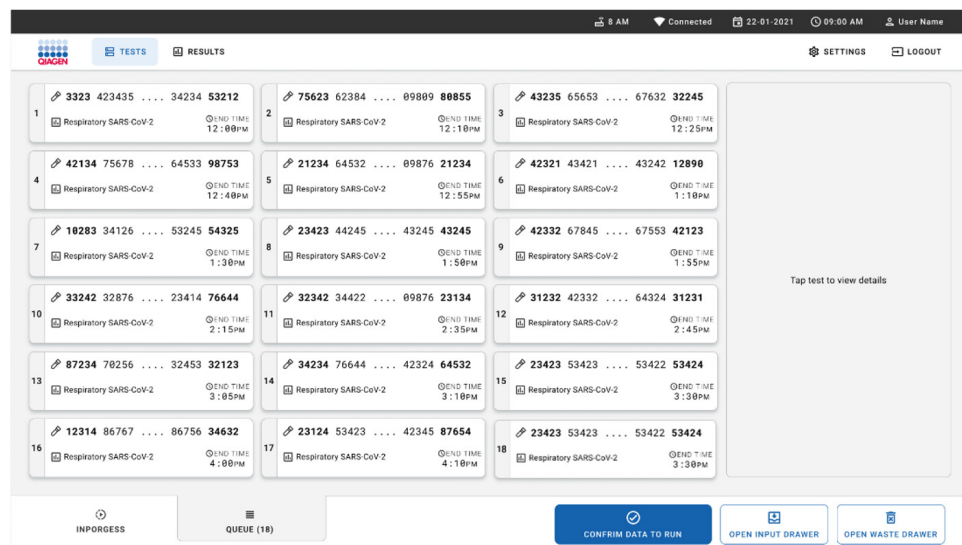 8 AM Connected 22-01-2021 09:00 AM User Name
QIAGEN TESTS RESULTS SETTINGS LOGOUT
1 3323 423435 .... 34234 53212
Respiratory SARS-CoV-2 END TIME 12:00PM
2 75623 62384 .... 09809 80855
Respiratory SARS-CoV-2 END TIME 12:10PM
3 43235 65653 .... 67632 32245
Respiratory SARS-CoV-2 END TIME 12:25PM
4 42134 75678 .... 64533 98753
Respiratory SARS-CoV-2 END TIME 12:40PM
5 21234 64532 .... 09876 21234
Respiratory SARS-CoV-2 END TIME 12:55PM
6 42321 43421 .... 43242 12890
Respiratory SARS-CoV-2 END TIME 1:10PM
7 10283 34126 .... 53245 54325
Respiratory SARS-CoV-2 END TIME 1:30PM
8 23423 44245 .... 43245 43245
Respiratory SARS-CoV-2 END TIME 1:50PM
9 42332 67845 .... 67553 42123
Respiratory SARS-CoV-2 END TIME 1:55PM
10 33242 32876 .... 23414 76644
Respiratory SARS-CoV-2 END TIME 2:15PM
11 32342 34422 .... 09876 23134
Respiratory SARS-CoV-2 END TIME 2:35PM
12 31232 42332 .... 64324 31231
Respiratory SARS-CoV-2 END TIME 2:45PM
13 87234 70256 .... 32453 32123
Respiratory SARS-CoV-2 END TIME 3:05PM
14 34234 76644 .... 42324 64532
Respiratory SARS-CoV-2 END TIME 3:10PM
15 23423 53423 .... 53422 53424
Respiratory SARS-CoV-2 END TIME 3:30PM
16 12314 86767 .... 86756 34632
Respiratory SARS-CoV-2 END TIME 4:00PM
17 23124 53423 .... 42345 87654
Respiratory SARS-CoV-2 END TIME 4:10PM
18 23423 53423 .... 53422 53424
Respiratory SARS-CoV-2 END TIME 3:30PM
Tap test to view details
INPORGESS
QUEUE (18)
CONFRIM DATA TO RUN
OPEN INPUT DRAWER
OPEN WASTE DRAWER